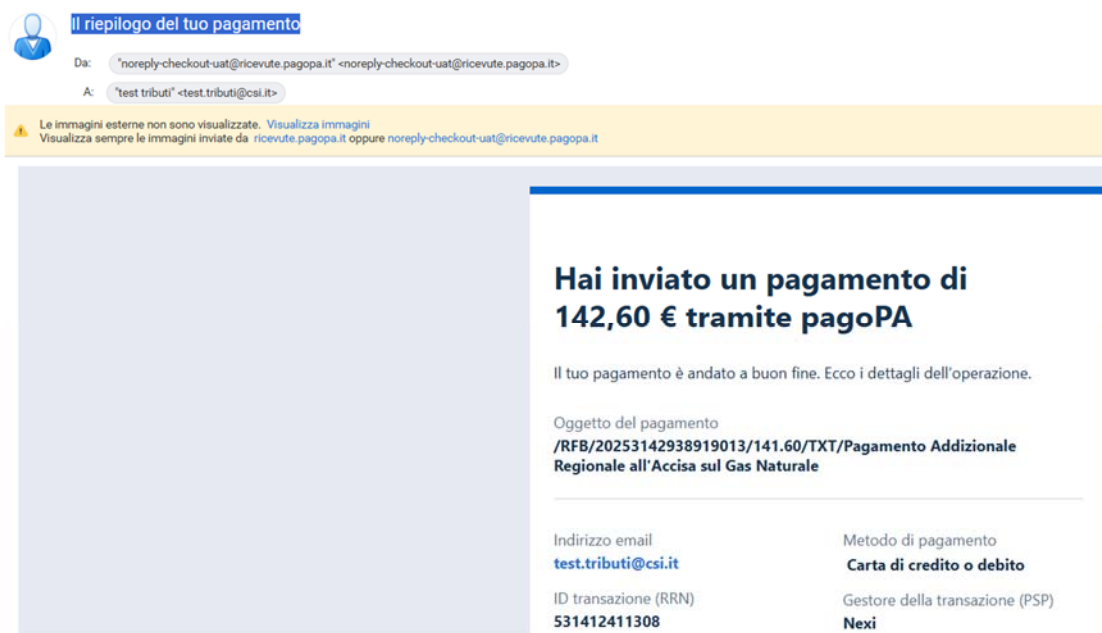 Il riepilogo del tuo pagamento
Da: "noreply-checkout-uat@ricevute.pagopa.it" <noreply-checkout-uat@ricevute.pagopa.it>
A: "test tributi" <test.tributi@csi.it>
Le immagini esterne non sono visualizzate. Visualizza immagini
Visualizza sempre le immagini inviate da ricevute.pagopa.it oppure noreply-checkout-uat@ricevute.pagopa.it
Hai inviato un pagamento di
142,60 € tramite pagoPA
Il tuo pagamento è andato a buon fine. Ecco i dettagli dell'operazione.
Oggetto del pagamento
/RFB/20253142938919013/141.60/TXT/Pagamento Addizionale
Regionale all'Accisa sul Gas Naturale
Indirizzo email
test.tributi@csi.it
Metodo di pagamento
Carta di credito o debito
ID transazione (RRN)
531412411308
Gestore della transazione (PSP)
Nexi